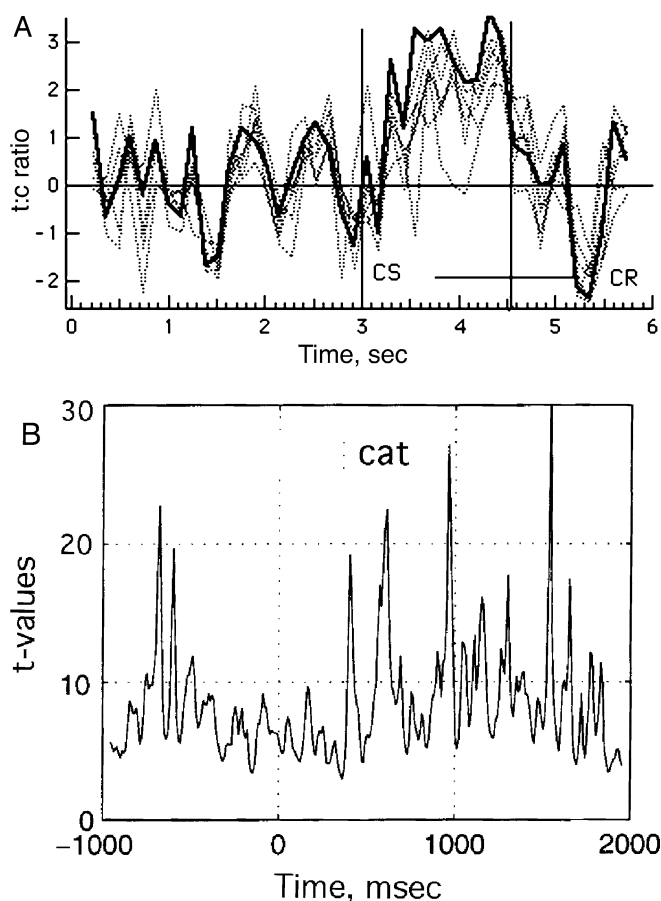 A
t:c ratio
3
2
1
0
-1
-2
CS
CR
0 1 2 3 4 5 6
Time, sec
B
t-values
30
20
10
0
cat
−1000 0 1000 2000
Time, msec